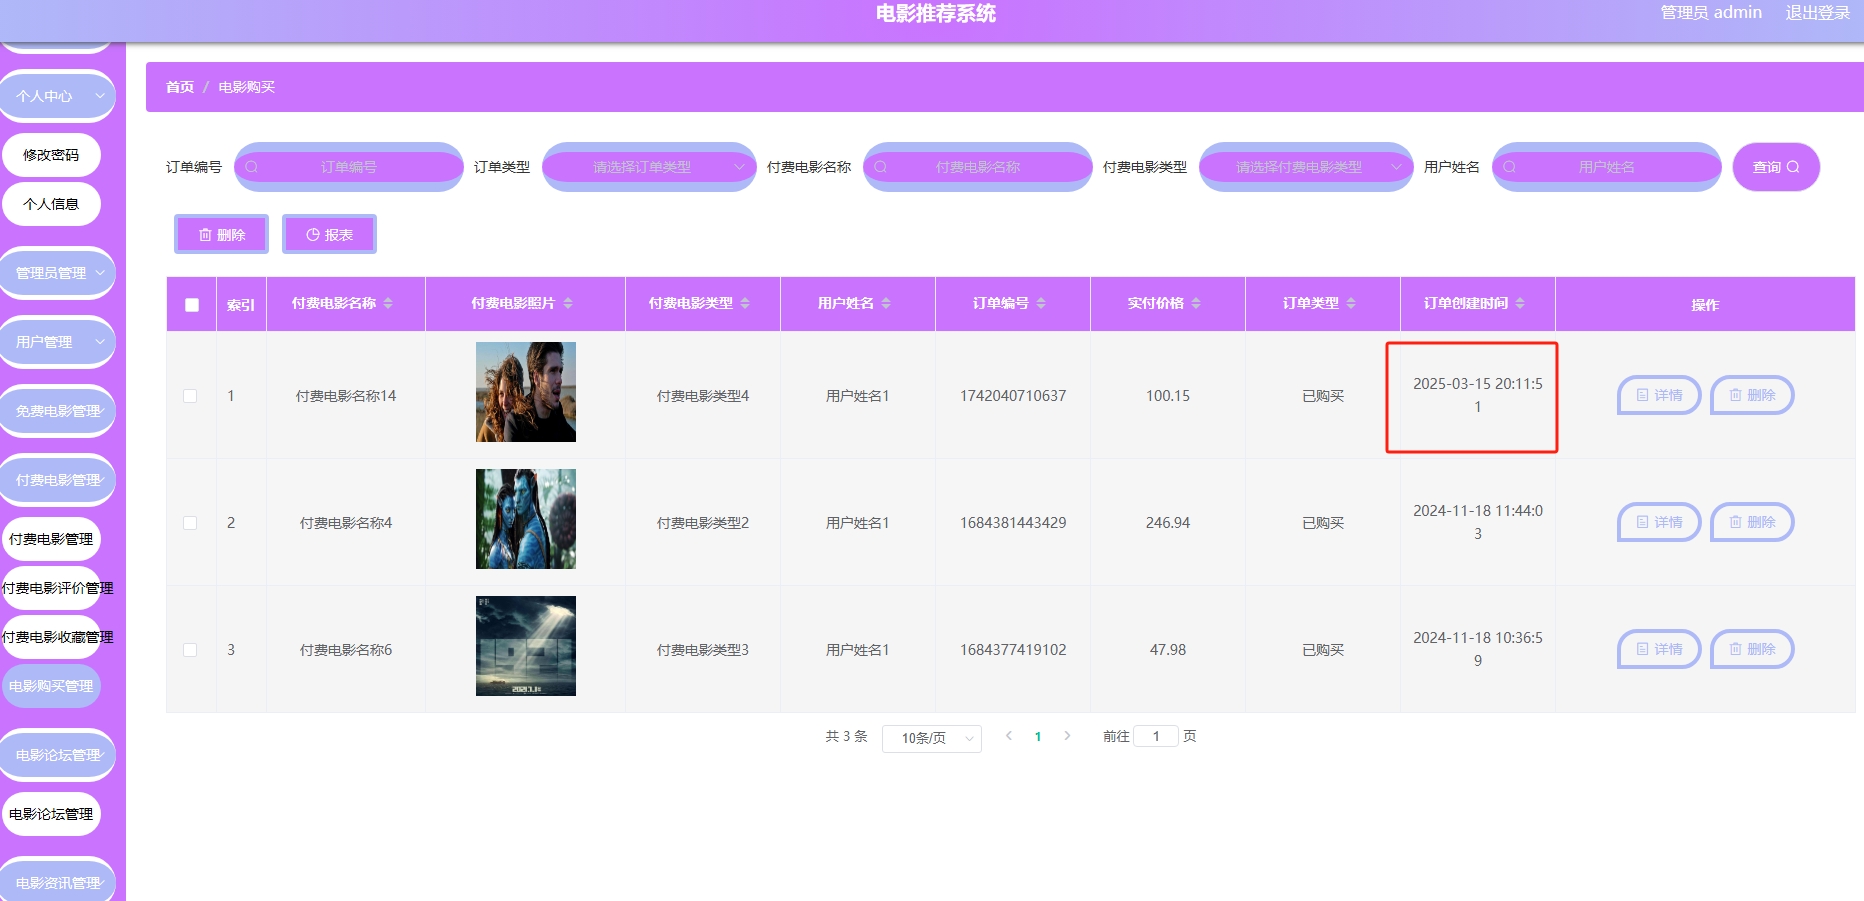 电影推荐系统
管理员 admin
退出登录
个人中心
修改密码
个人信息
管理员管理
用户管理
免费电影管理
付费电影管理
付费电影管理
付费电影评价管理
付费电影收藏管理
电影购买管理
电影论坛管理
电影论坛管理
电影资讯管理
首页 / 电影购买
订单编号 订单编号 订单类型 请选择订单类型 付费电影名称 付费电影名称 付费电影类型 请选择付费电影类型 用户姓名 用户姓名 查询
删除 报表
索引 付费电影名称 付费电影照片 付费电影类型 用户姓名 订单编号 实付价格 订单类型 订单创建时间 操作
1 付费电影名称14 付费电影类型4 用户姓名1 1742040710637 100.15 已购买 2025-03-15 20:11:5
1
详情 删除
2 付费电影名称4 付费电影类型2 用户姓名1 1684381443429 246.94 已购买 2024-11-18 11:44:0
3
详情 删除
3 付费电影名称6 付费电影类型3 用户姓名1 1684377419102 47.98 已购买 2024-11-18 10:36:5
9
详情 删除
共 3 条 10条/页 1 前往 1 页